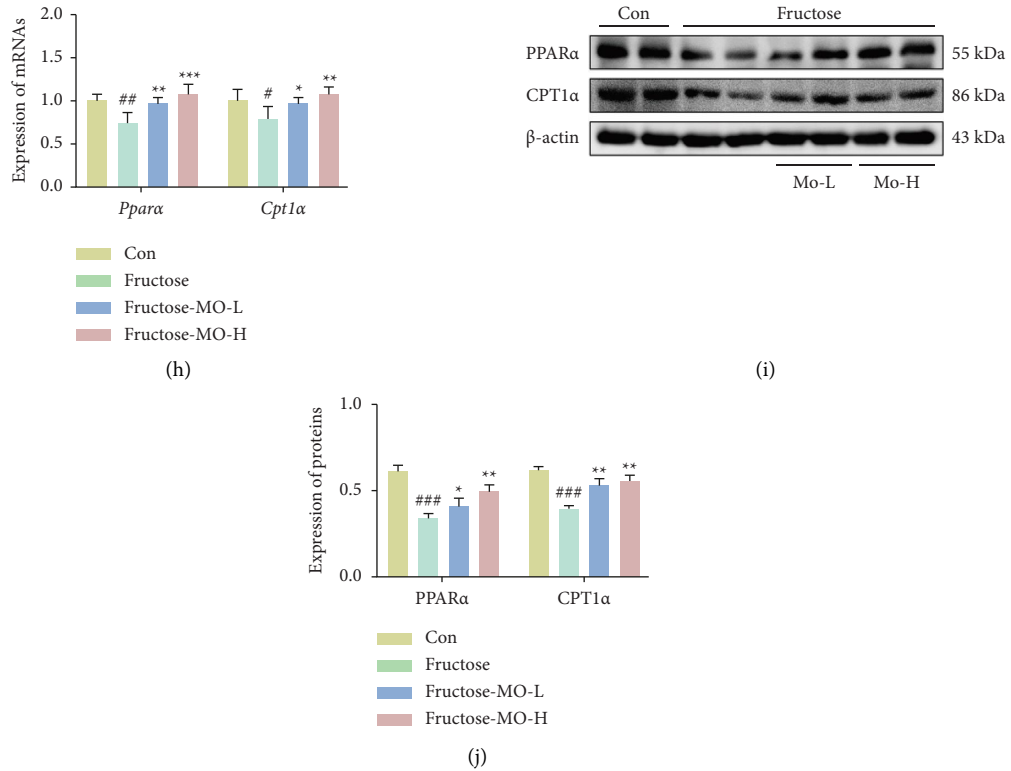 Expression of mRNAs
2.0
1.5
1.0
0.5
0.0
## ** *** # * **
Pparα Cpt1α
Con
Fructose
Fructose-MO-L
Fructose-MO-H
(h)
Con Fructose
PPARα 55 kDa
CPT1α 86 kDa
β-actin 43 kDa
Mo-L Mo-H
(i)
Expression of proteins
1.0
0.5
0.0
### * ** ### ** **
PPARα CPT1α
Con
Fructose
Fructose-MO-L
Fructose-MO-H
(j)